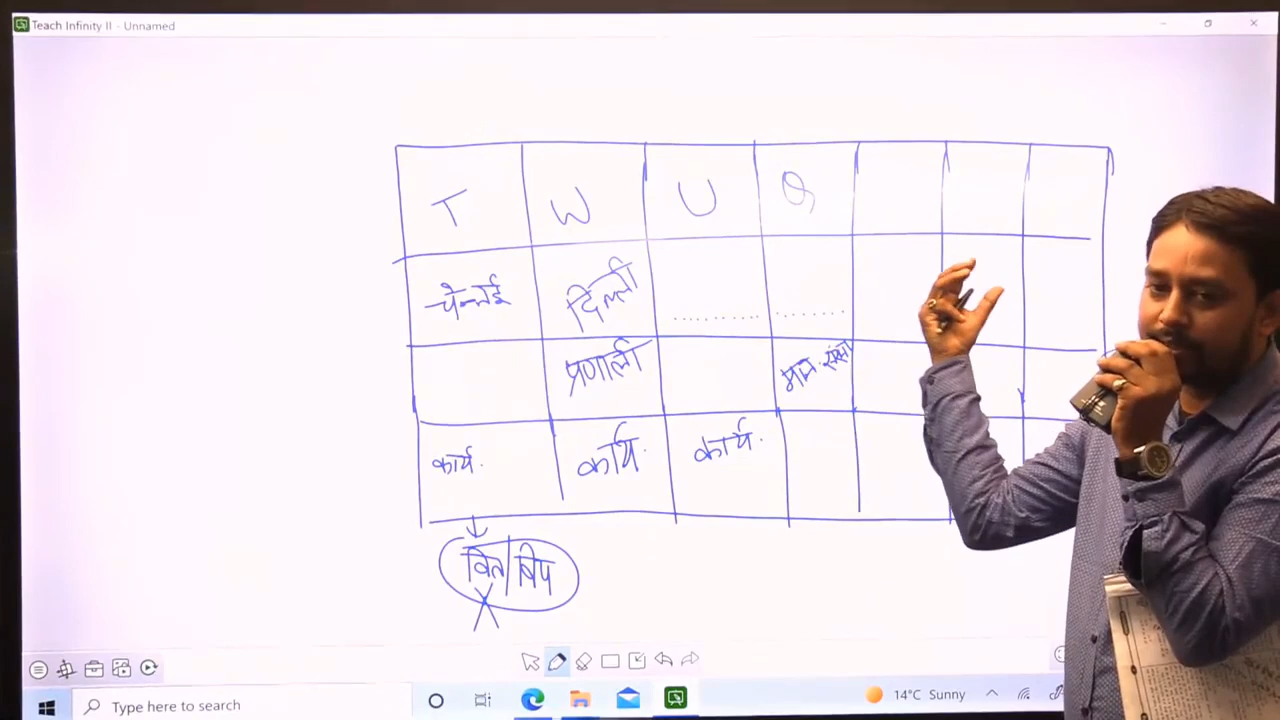 Teach Infinity II - Unnamed
T W U Q
चेन्नई दिल्ली ............ ..........
प्रणाली मान. संसा
कार्य. कार्य. कार्य.
वित्त/विप
X
Type here to search
14°C Sunny